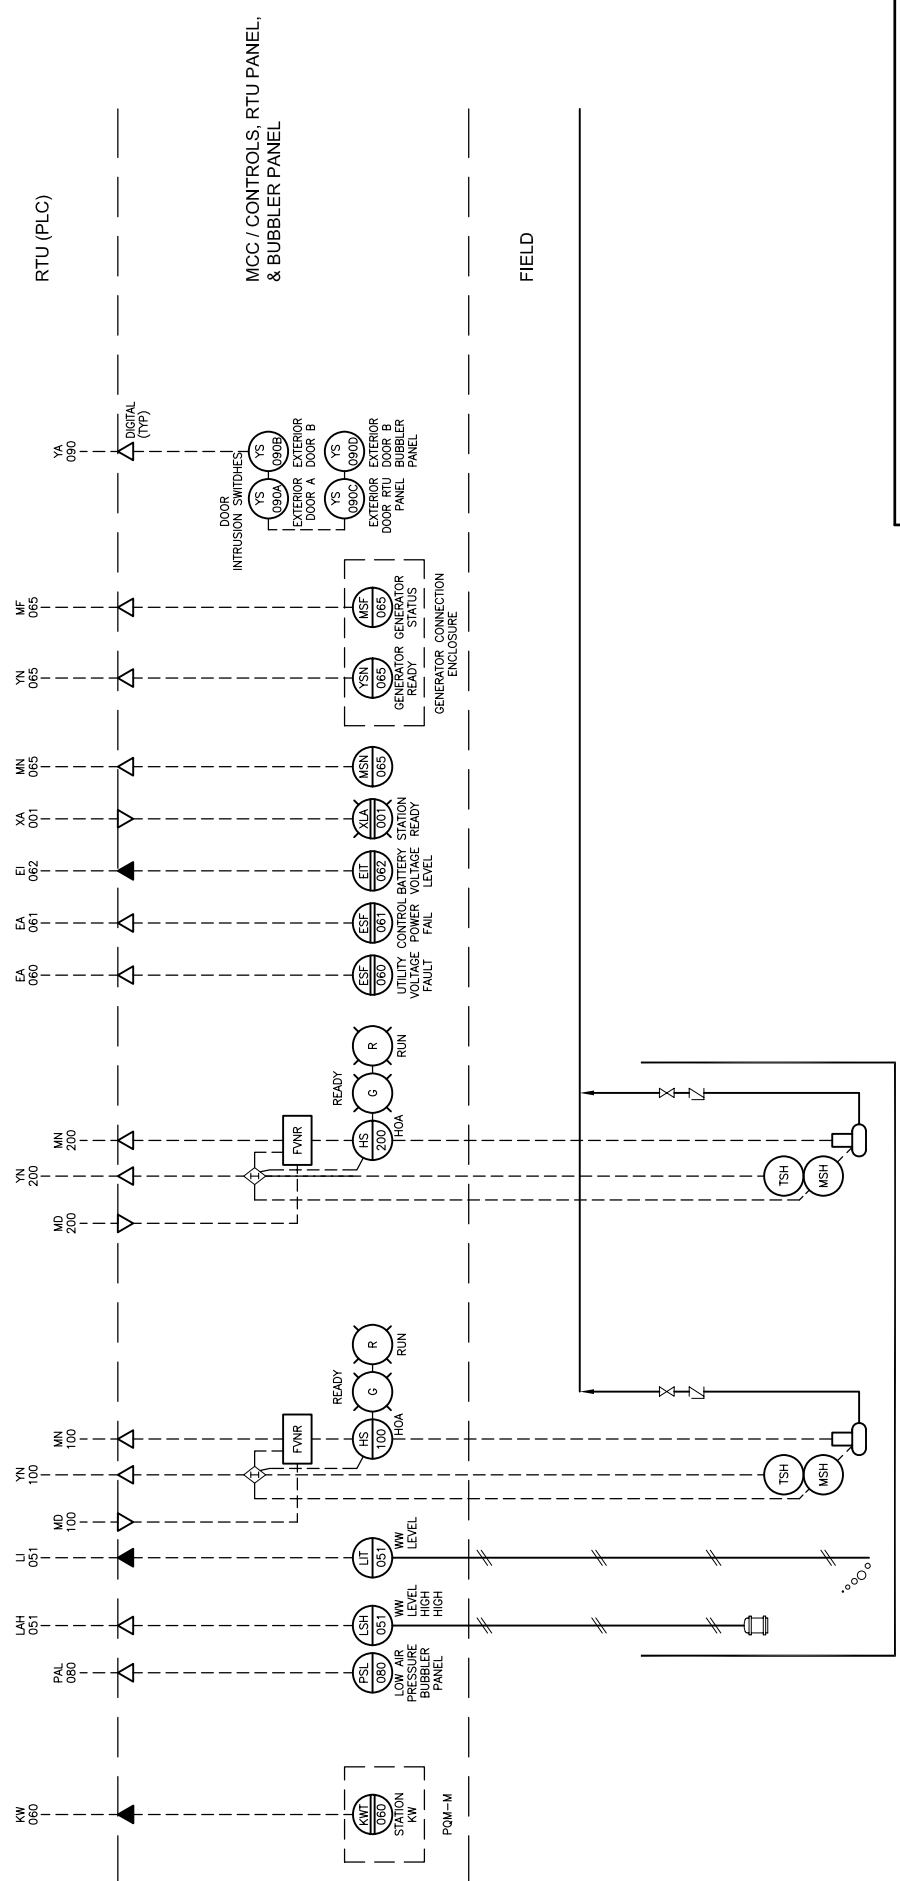 RTU (PLC)
MCC / CONTROLS, RTU PANEL,
& BUBBLER PANEL
FIELD
KW
060
PAL
080
LAH
051
LI
051
MD
100
YN
100
MN
100
MD
200
YN
200
MN
200
EA
060
EA
061
EI
062
XA
001
MN
065
YN
065
MF
065
YA
090
DIGITAL
(TYP)
KWT
060
STATION
KW
PQM-M
PSL
080
LOW AIR
PRESSURE
BUBBLER
PANEL
LSH
051
WW
LEVEL
HIGH
HIGH
LIT
051
WW
LEVEL
FVNR
I
HS
100
HOA
G
READY
R
RUN
TSH
MSH
FVNR
I
HS
200
HOA
G
READY
R
RUN
TSH
MSH
ESF
060
UTILITY
VOLTAGE
FAULT
ESF
061
CONTROL
POWER
FAIL
EIT
062
BATTERY
VOLTAGE
LEVEL
XLA
001
STATION
READY
MSN
065
YSN
065
GENERATOR
READY
MSF
065
GENERATOR
STATUS
GENERATOR CONNECTION
ENCLOSURE
DOOR
INTRUSION SWITDHES
YS
090A
EXTERIOR
DOOR A
YS
090B
EXTERIOR
DOOR B
YS
090C
EXTERIOR
DOOR RTU
PANEL
YS
090D
EXTERIOR
DOOR B
BUBBLER
PANEL